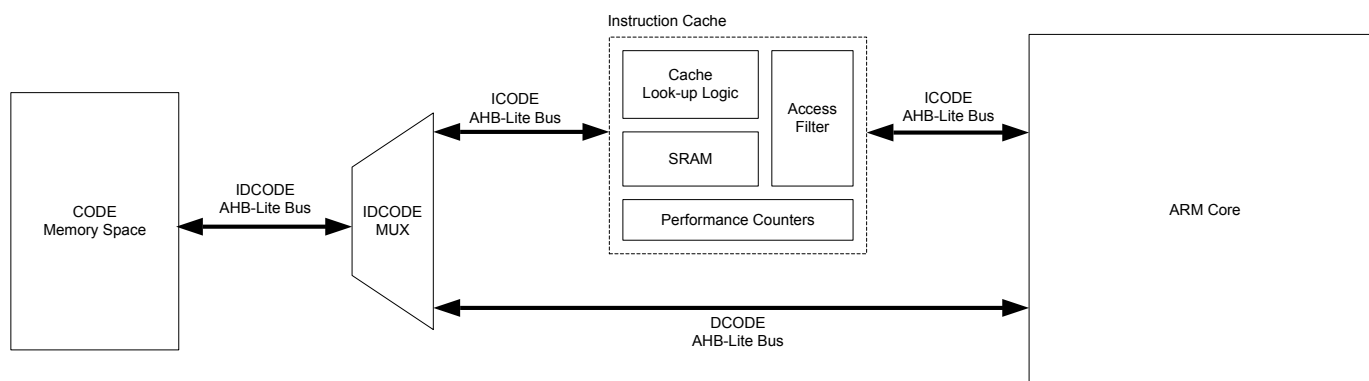 Instruction Cache
Cache
Look-up Logic
Access
Filter
SRAM
Performance Counters
ICODE
AHB-Lite Bus
ICODE
AHB-Lite Bus
IDCODE
AHB-Lite Bus
CODE
Memory Space
IDCODE
MUX
ARM Core
DCODE
AHB-Lite Bus